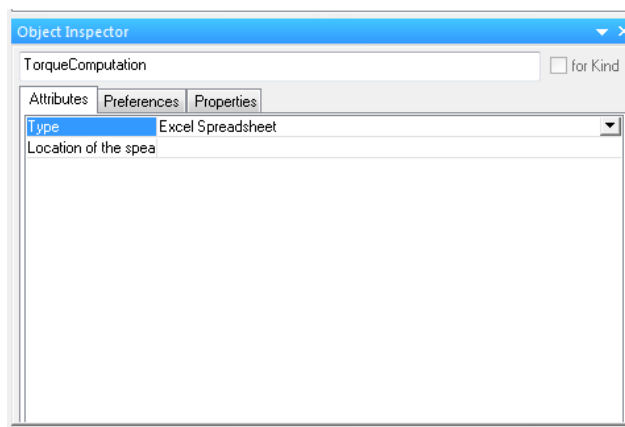 Object Inspector
TorqueComputation
for Kind
Attributes Preferences Properties
Type Excel Spreadsheet
Location of the spea